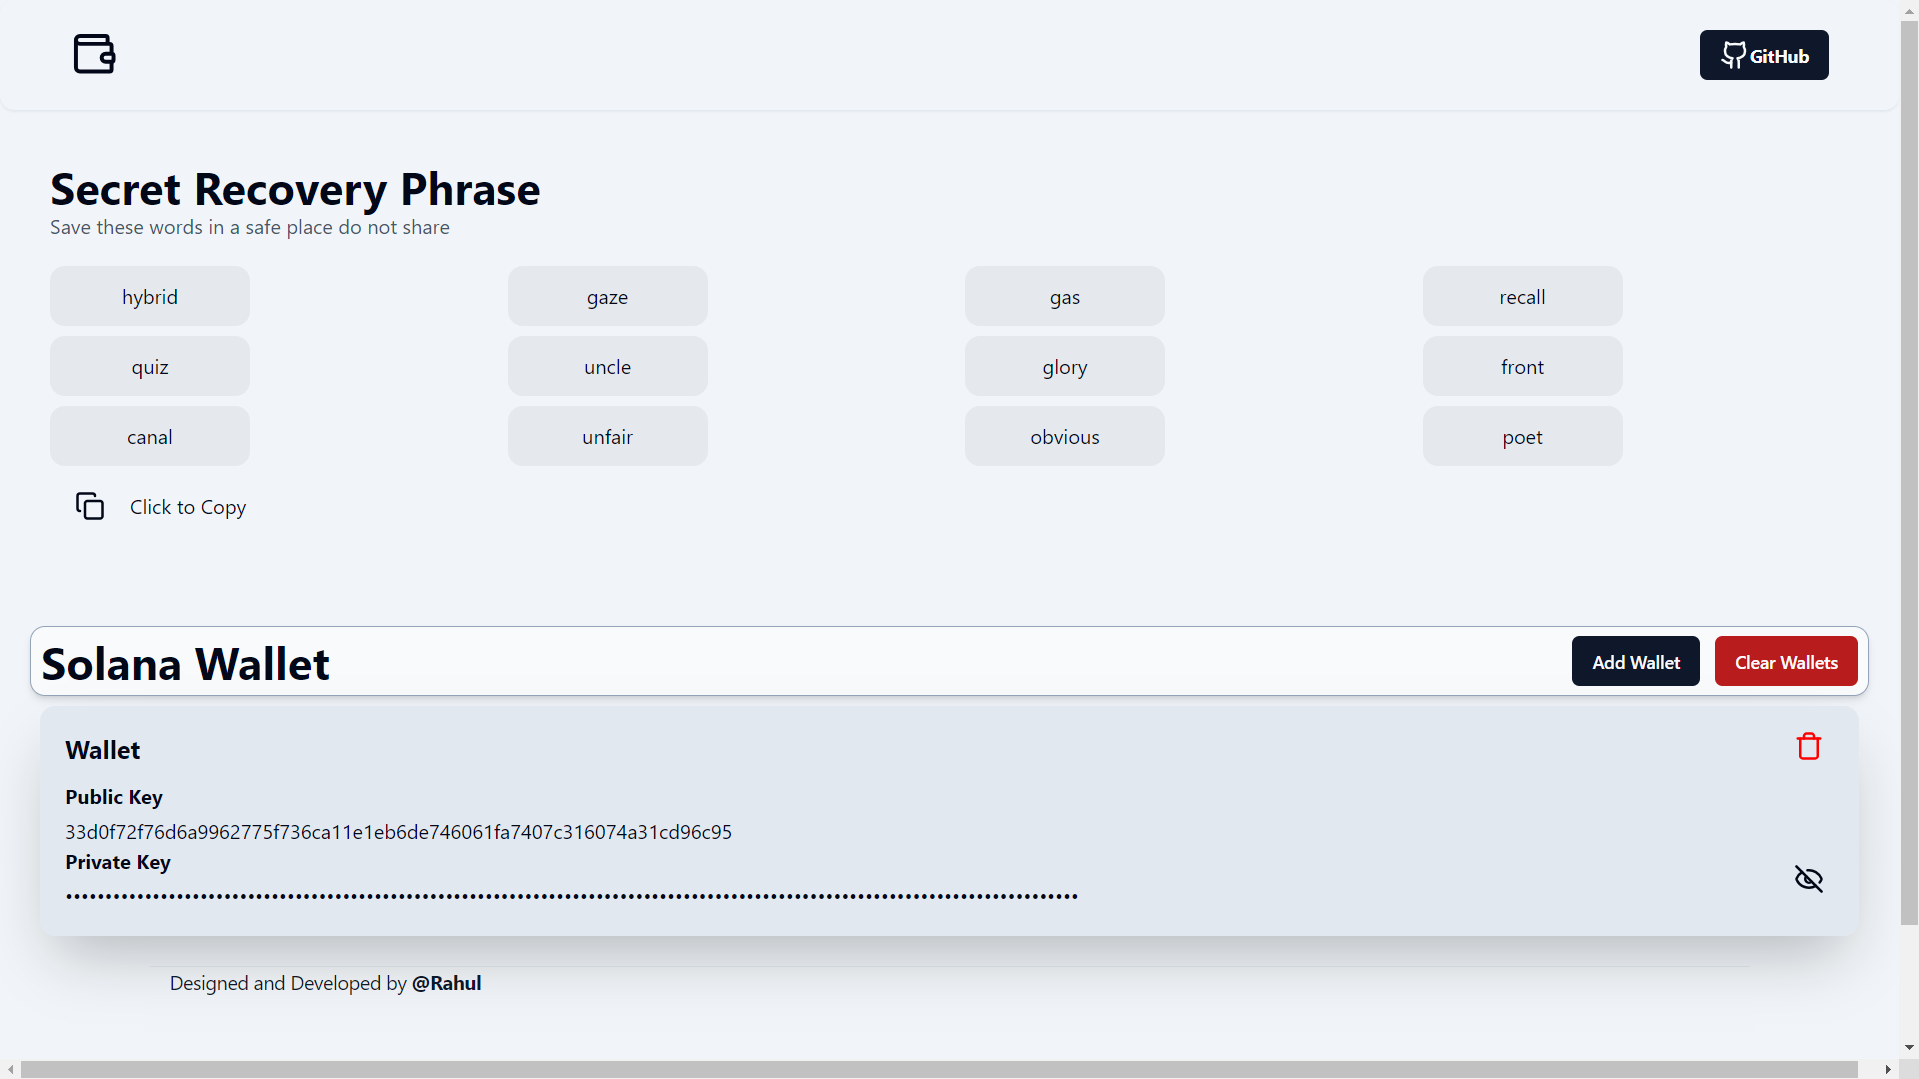 GitHub
Secret Recovery Phrase
Save these words in a safe place do not share
hybrid gaze gas recall
quiz uncle glory front
canal unfair obvious poet
Click to Copy
Solana Wallet Add Wallet Clear Wallets
Wallet
Public Key
33d0f72f76d6a9962775f736ca11e1eb6de746061fa7407c316074a31cd96c95
Private Key
Designed and Developed by @Rahul